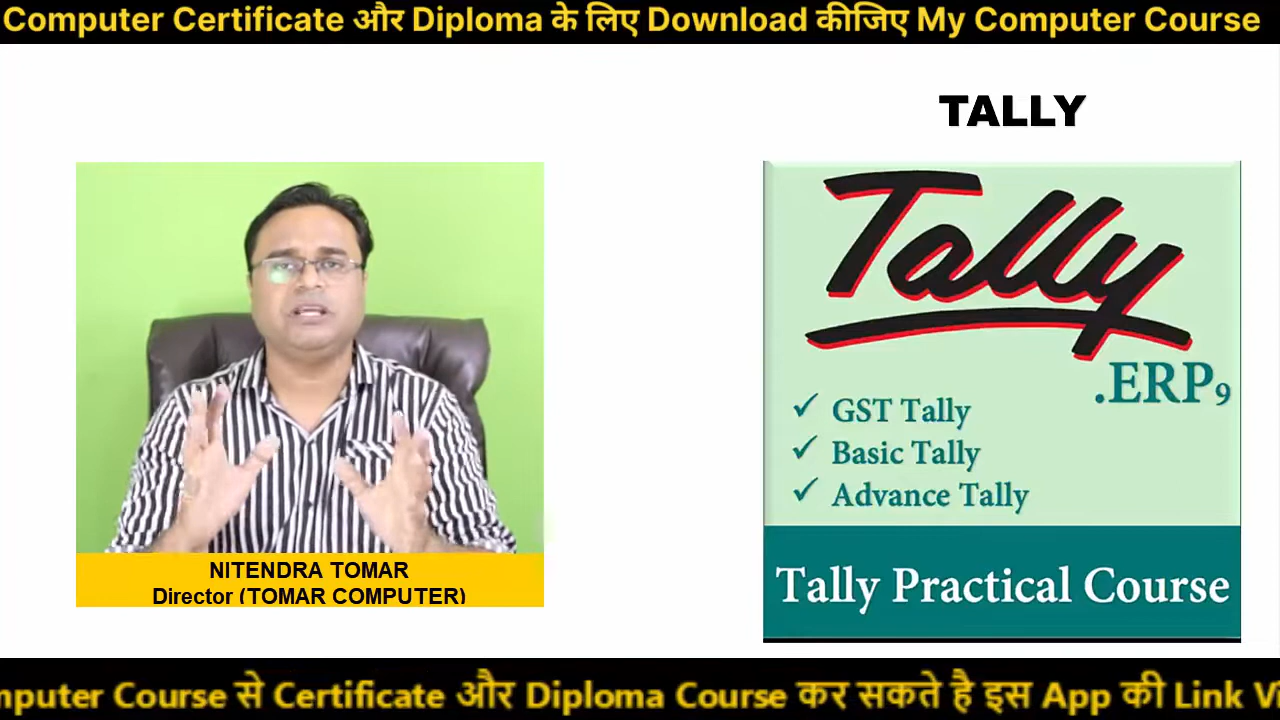 Computer Certificate और Diploma के लिए Download कीजिए My Computer Course
TALLY
Tally
.ERP9
✓ GST Tally
✓ Basic Tally
✓ Advance Tally
Tally Practical Course
NITENDRA TOMAR
Director (TOMAR COMPUTER)
mputer Course से Certificate और Diploma Course कर सकते है इस App की Link V